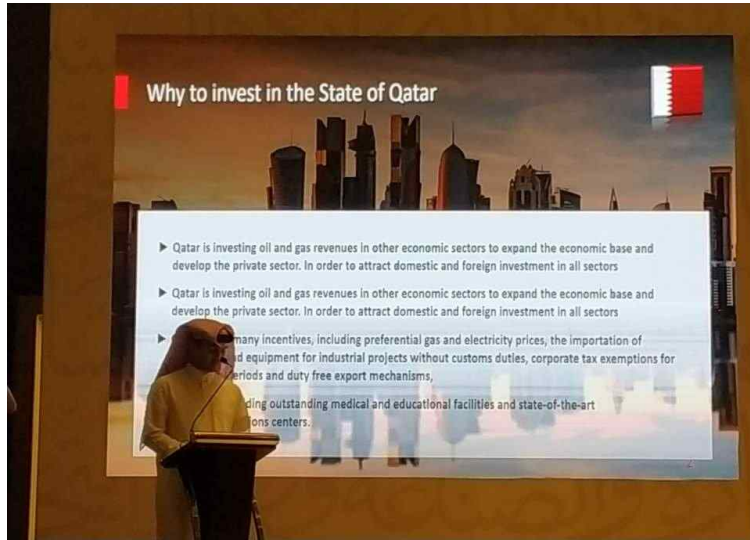 Why to invest in the State of Qatar
Qatar is investing oil and gas revenues in other economic sectors to expand the economic base and
develop the private sector. In order to attract domestic and foreign investment in all sectors
Qatar is investing oil and gas revenues in other economic sectors to expand the economic base and
develop the private sector. In order to attract domestic and foreign investment in all sectors
many incentives, including preferential gas and electricity prices, the importation of
equipment for industrial projects without customs duties, corporate tax exemptions for
and duty free export mechanisms,
outstanding medical and educational facilities and state-of-the-art
centers.
2